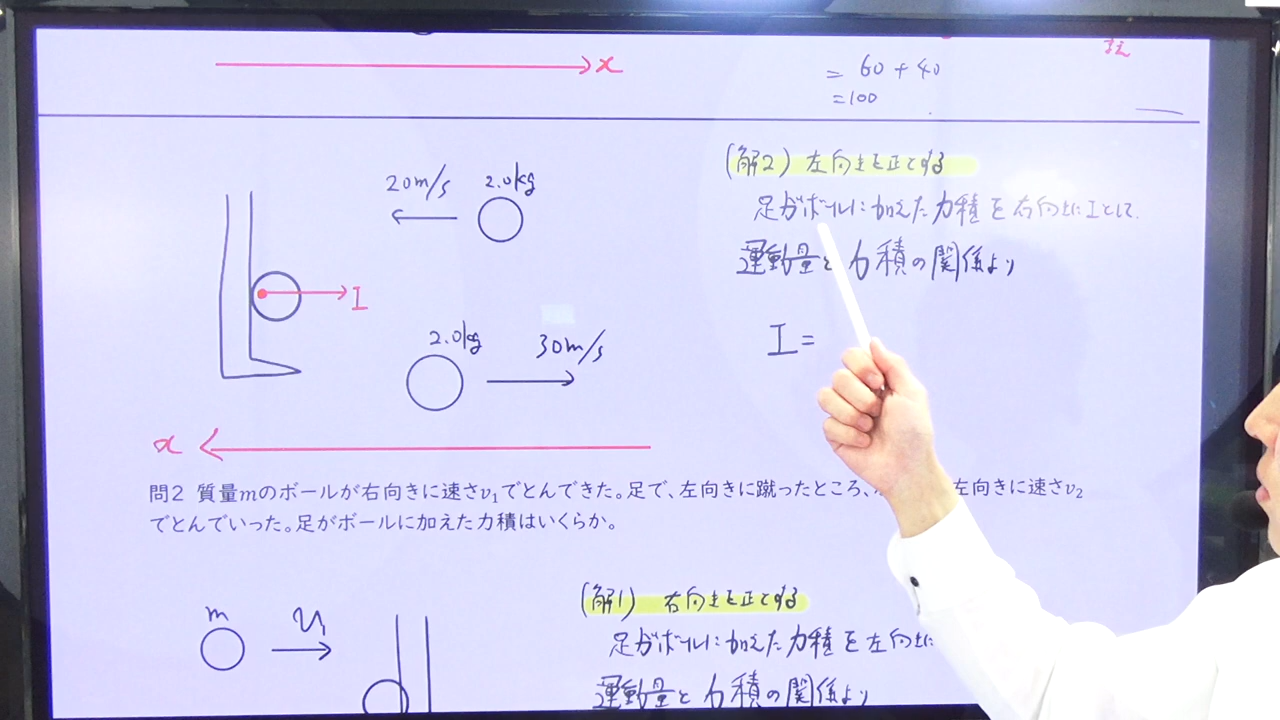 x
= 60 + 40
= 100
20m/s
2.0kg
I
2.0kg
30m/s
x
(解2) 左向きを正とする
足がボールに加えた力積を右向きにIとして、
運動量と力積の関係より
I =
問2 質量mのボールが右向きに速さv₁でとんできた。足で、左向きに蹴ったところ、 左向きに速さv₂
でとんでいった。足がボールに加えた力積はいくらか。
m
v₁
(解1) 右向きを正とする
足がボールに加えた力積を左向きに
運動量と力積の関係より